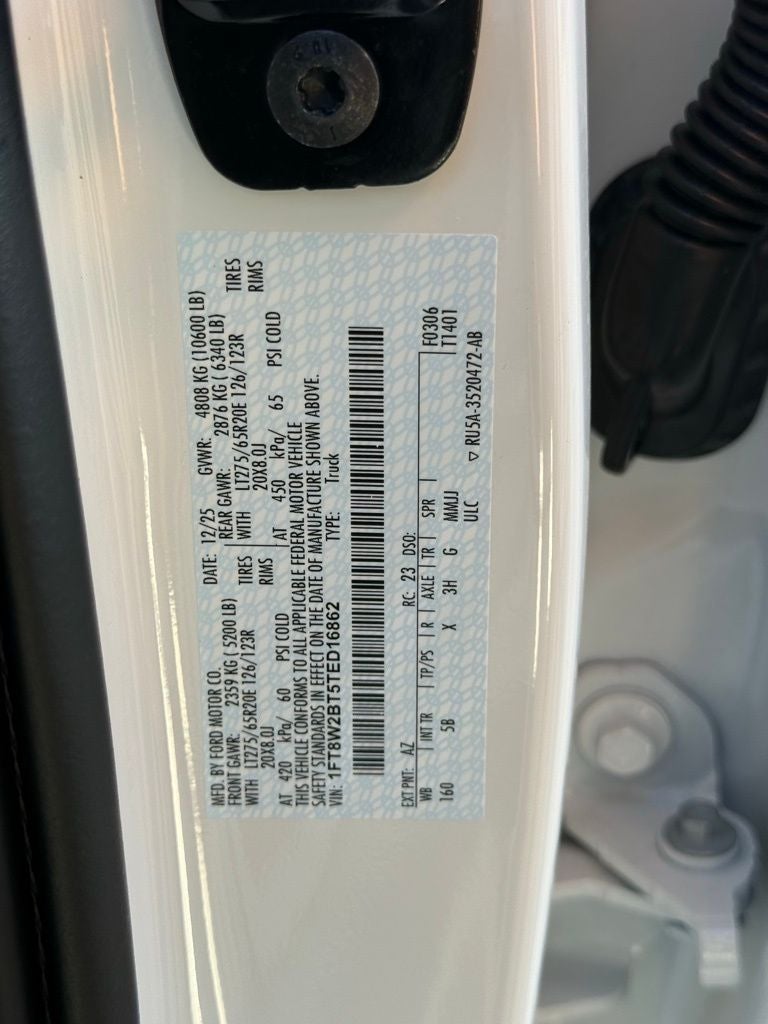 MFD. BY FORD MOTOR CO. DATE: 12/25 GVWR: 4808 KG (10600 LB)
FRONT GAWR: 2359 KG ( 5200 LB) REAR GAWR: 2876 KG ( 6340 LB)
WITH LT275/65R20E 126/123R TIRES WITH LT275/65R20E 126/123R TIRES
20X8.0J RIMS 20X8.0J RIMS
AT 420 kPa/ 60 PSI COLD AT 450 kPa/ 65 PSI COLD
THIS VEHICLE CONFORMS TO ALL APPLICABLE FEDERAL MOTOR VEHICLE
SAFETY STANDARDS IN EFFECT ON THE DATE OF MANUFACTURE SHOWN ABOVE.
VIN: 1FT8W2BT5TED16862 TYPE: Truck
EXT PNT: AZ RC: 23 DSO: F0306
WB INT TR TP/PS R AXLE TR SPR T1401
160 5B X 3H G MMJJ
ULC ▽ RU5A-3520472-AB